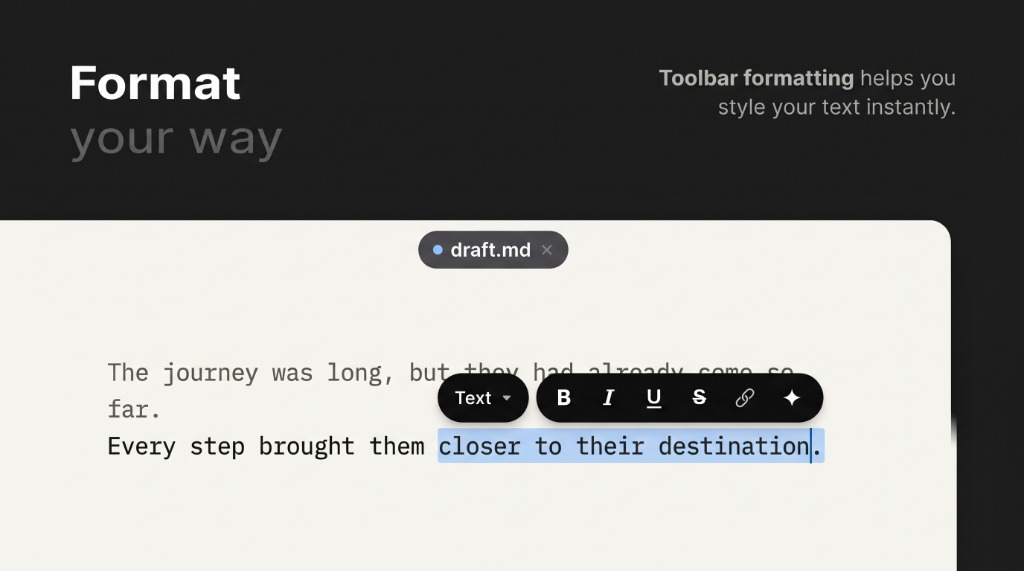 Format
your way
Toolbar formatting helps you
style your text instantly.
draft.md ×
The journey was long, but they had already come so
far.
Text B I U S
Every step brought them closer to their destination.